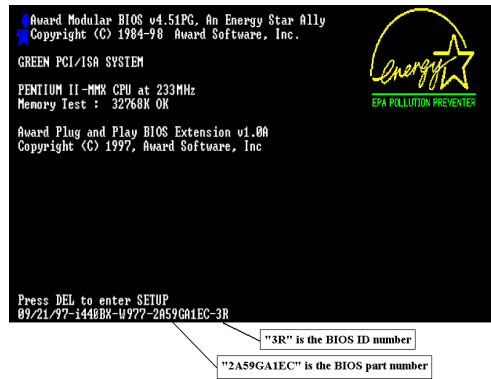 Award Modular BIOS v4.51PG, An Energy Star Ally
Copyright (C) 1984-98 Award Software, Inc.
GREEN PCI/ISA SYSTEM
PENTIUM II-MMX CPU at 233MHz
Memory Test : 32768K OK
Award Plug and Play BIOS Extension v1.0A
Copyright (C) 1997, Award Software, Inc
energy
EPA POLLUTION PREVENTER
Press DEL to enter SETUP
09/21/97-i440BX-W977-2A59GA1EC-3R
"3R" is the BIOS ID number
"2A59GA1EC" is the BIOS part number